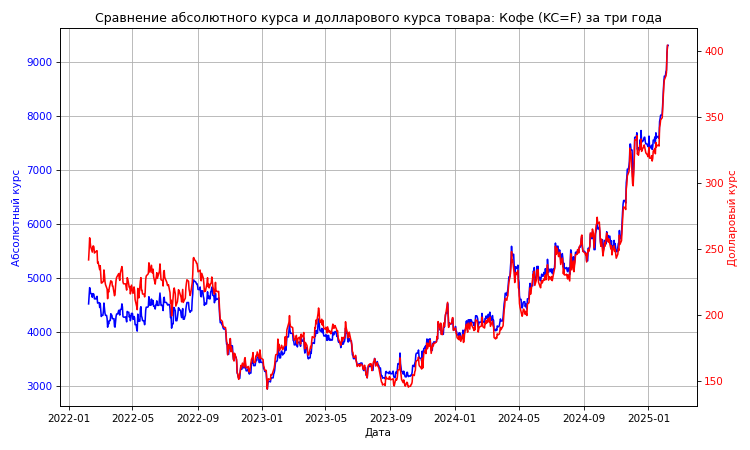 Сравнение абсолютного курса и долларового курса товара: Кофе (KC=F) за три года
9000
8000
7000
6000
5000
4000
3000
Абсолютный курс
400
350
300
250
200
150
Долларовый курс
2022-01 2022-05 2022-09 2023-01 2023-05 2023-09 2024-01 2024-05 2024-09 2025-01
Дата